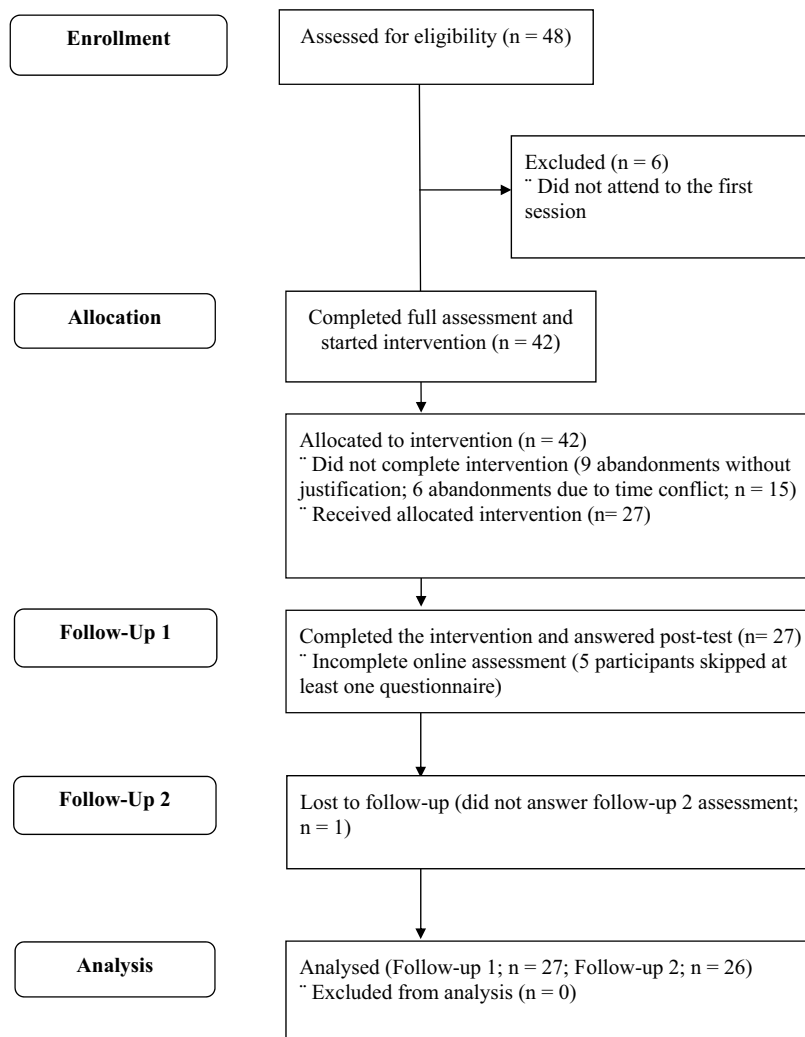 Enrollment
Assessed for eligibility (n = 48)
Excluded (n = 6)
¨ Did not attend to the first
session
Allocation
Completed full assessment and
started intervention (n = 42)
Allocated to intervention (n = 42)
¨ Did not complete intervention (9 abandonments without
justification; 6 abandonments due to time conflict; n = 15)
¨ Received allocated intervention (n= 27)
Follow-Up 1
Completed the intervention and answered post-test (n= 27)
¨ Incomplete online assessment (5 participants skipped at
least one questionnaire)
Follow-Up 2
Lost to follow-up (did not answer follow-up 2 assessment;
n = 1)
Analysis
Analysed (Follow-up 1; n = 27; Follow-up 2; n = 26)
¨ Excluded from analysis (n = 0)